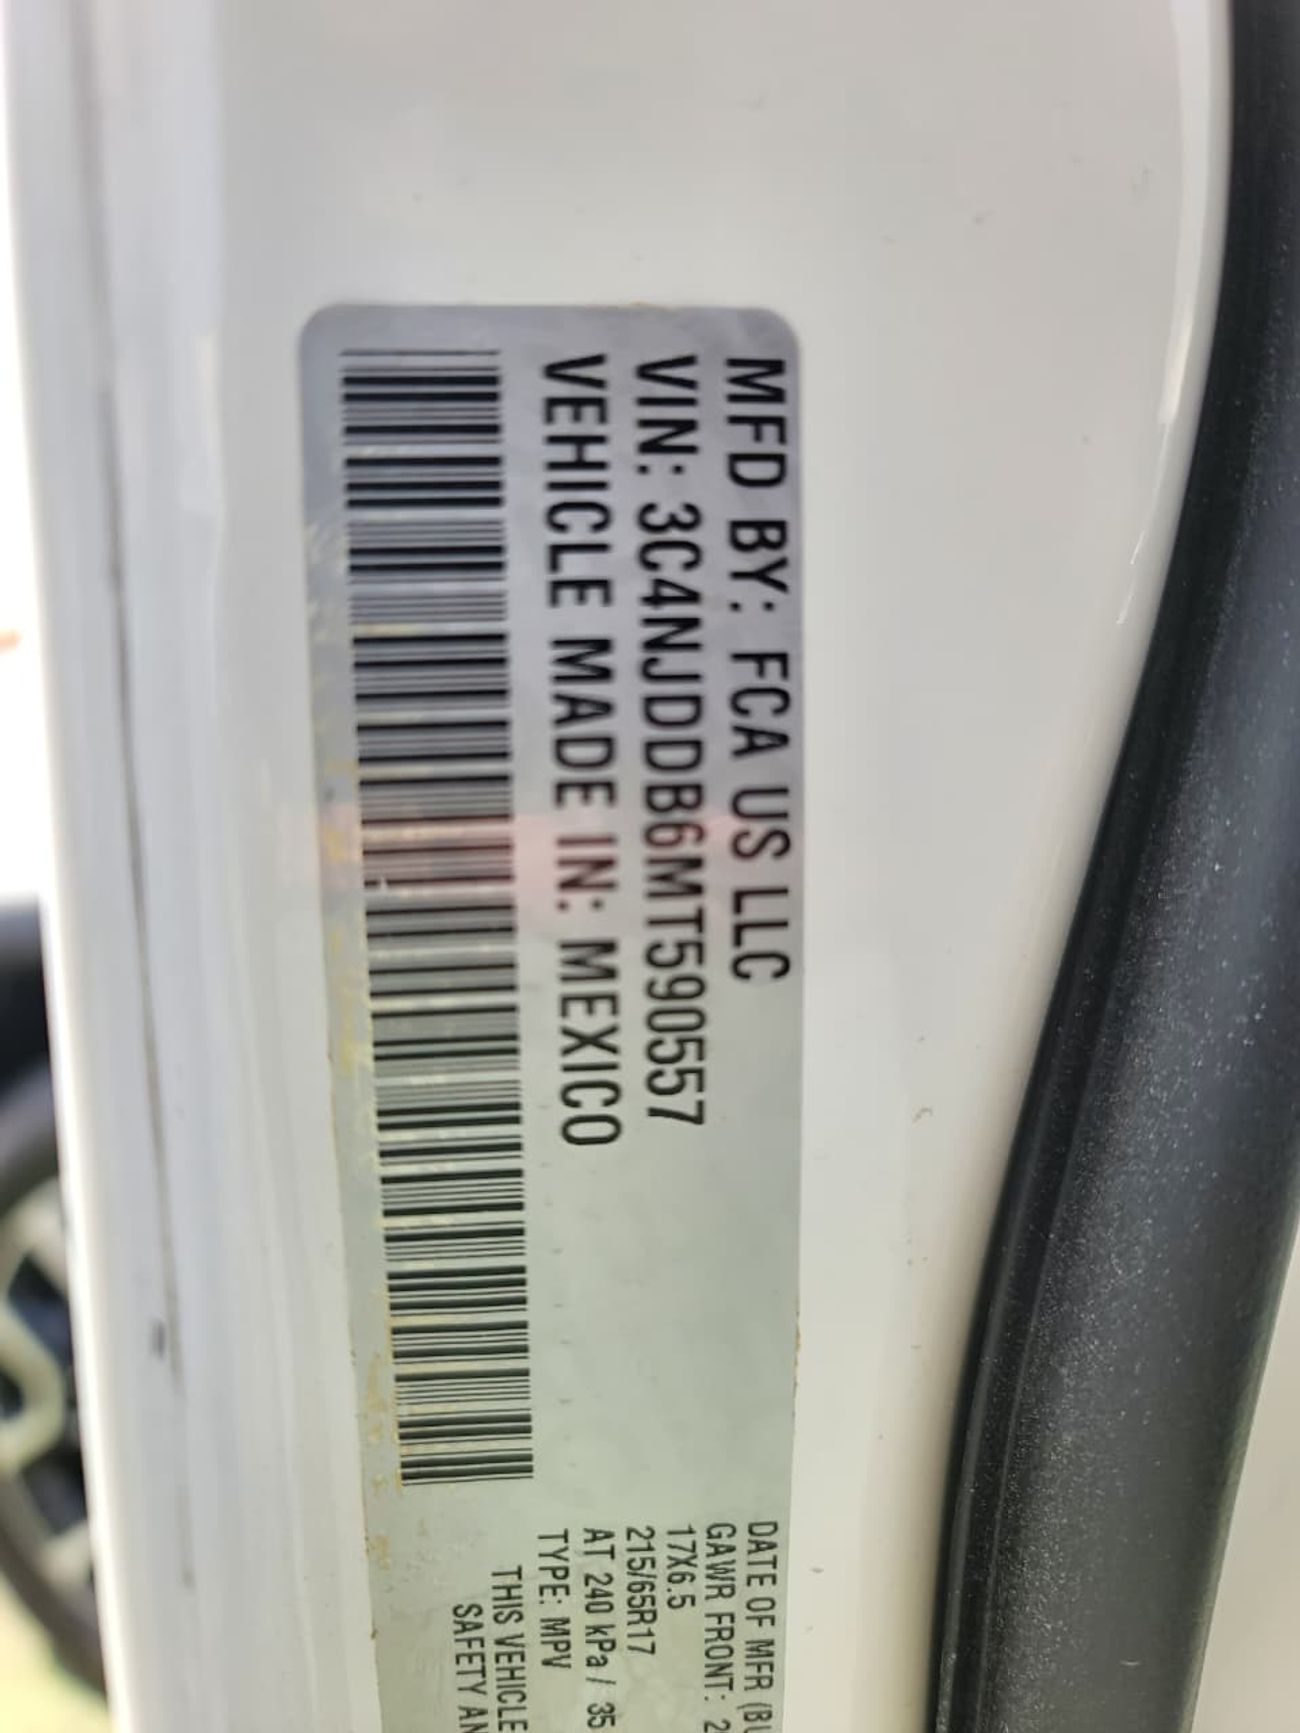 MFD BY: FCA US LLC
VIN: 3C4NJDDB6MT590557
VEHICLE MADE IN: MEXICO
DATE OF MFR
GAWR FRONT: 2
17X6.5
215/65R17
AT 240 kPa / 35
TYPE: MPV
THIS VEHICLE
SAFETY